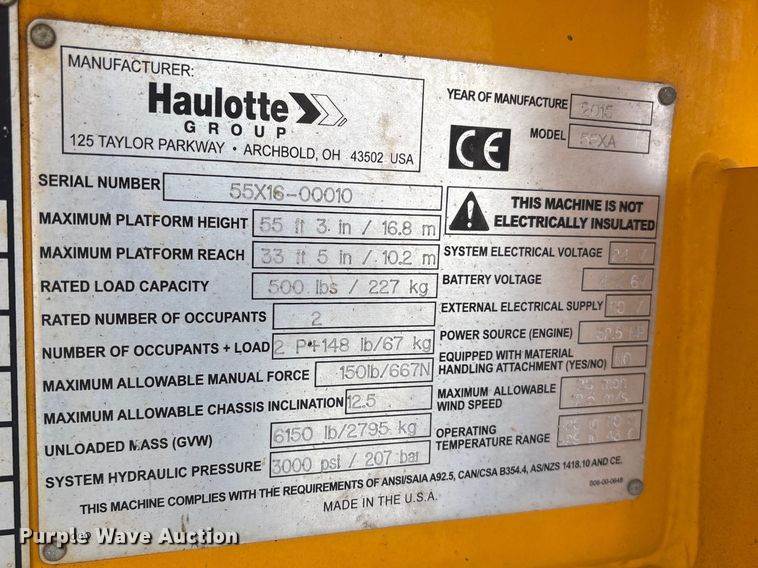 MANUFACTURER:
Haulotte
GROUP
125 TAYLOR PARKWAY • ARCHBOLD, OH 43502 USA
YEAR OF MANUFACTURE 2015
MODEL 55XA
CE
SERIAL NUMBER 55X16-00010
THIS MACHINE IS NOT
ELECTRICALLY INSULATED
MAXIMUM PLATFORM HEIGHT 55 ft 3 in / 16.8 m
MAXIMUM PLATFORM REACH 33 ft 5 in / 10.2 m
RATED LOAD CAPACITY 500 lbs / 227 kg
RATED NUMBER OF OCCUPANTS 2
NUMBER OF OCCUPANTS + LOAD 2 P+148 lb/67 kg
MAXIMUM ALLOWABLE MANUAL FORCE 150lb/667N
MAXIMUM ALLOWABLE CHASSIS INCLINATION 12.5
UNLOADED MASS (GVW) 6150 lb/2795 kg
SYSTEM HYDRAULIC PRESSURE 3000 psi / 207 bar
SYSTEM ELECTRICAL VOLTAGE
BATTERY VOLTAGE
EXTERNAL ELECTRICAL SUPPLY
POWER SOURCE (ENGINE)
EQUIPPED WITH MATERIAL
HANDLING ATTACHMENT (YES/NO) NO
MAXIMUM ALLOWABLE
WIND SPEED
OPERATING
TEMPERATURE RANGE
THIS MACHINE COMPLIES WITH THE REQUIREMENTS OF ANSI/SAIA A92.5, CAN/CSA B354.4, AS/NZS 1418.10 AND CE.
MADE IN THE U.S.A.
S06-00-0648
Purple Wave Auction